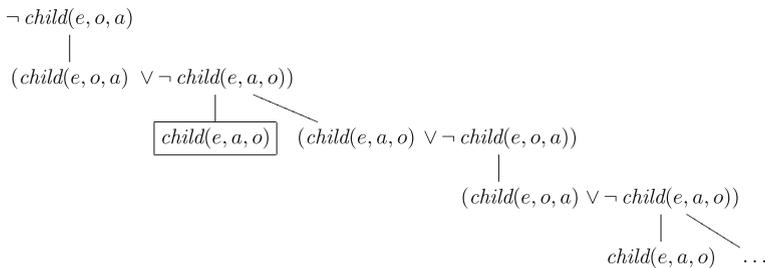 ¬ child(e, o, a)
(child(e, o, a) ∨ ¬ child(e, a, o))
child(e, a, o) (child(e, a, o) ∨ ¬ child(e, o, a))
(child(e, o, a) ∨ ¬ child(e, a, o))
child(e, a, o) ...